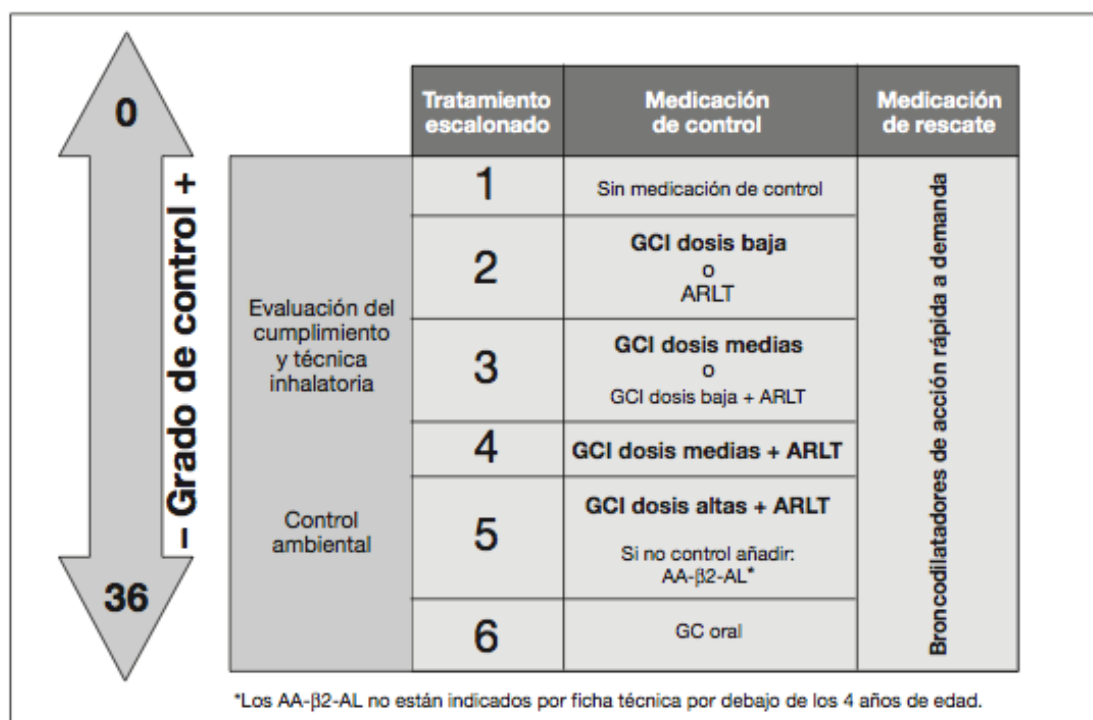 0
– Grado de control +
36
Tratamiento
escalonado
Medicación
de control
Medicación
de rescate
Evaluación del
cumplimiento
y técnica
inhalatoria
Control
ambiental
1
Sin medicación de control
2
GCI dosis baja
o
ARLT
3
GCI dosis medias
o
GCI dosis baja + ARLT
4
GCI dosis medias + ARLT
5
GCI dosis altas + ARLT
Si no control añadir:
AA-β2-AL*
6
GC oral
Broncodilatadores de acción rápida a demanda
*Los AA-β2-AL no están indicados por ficha técnica por debajo de los 4 años de edad.